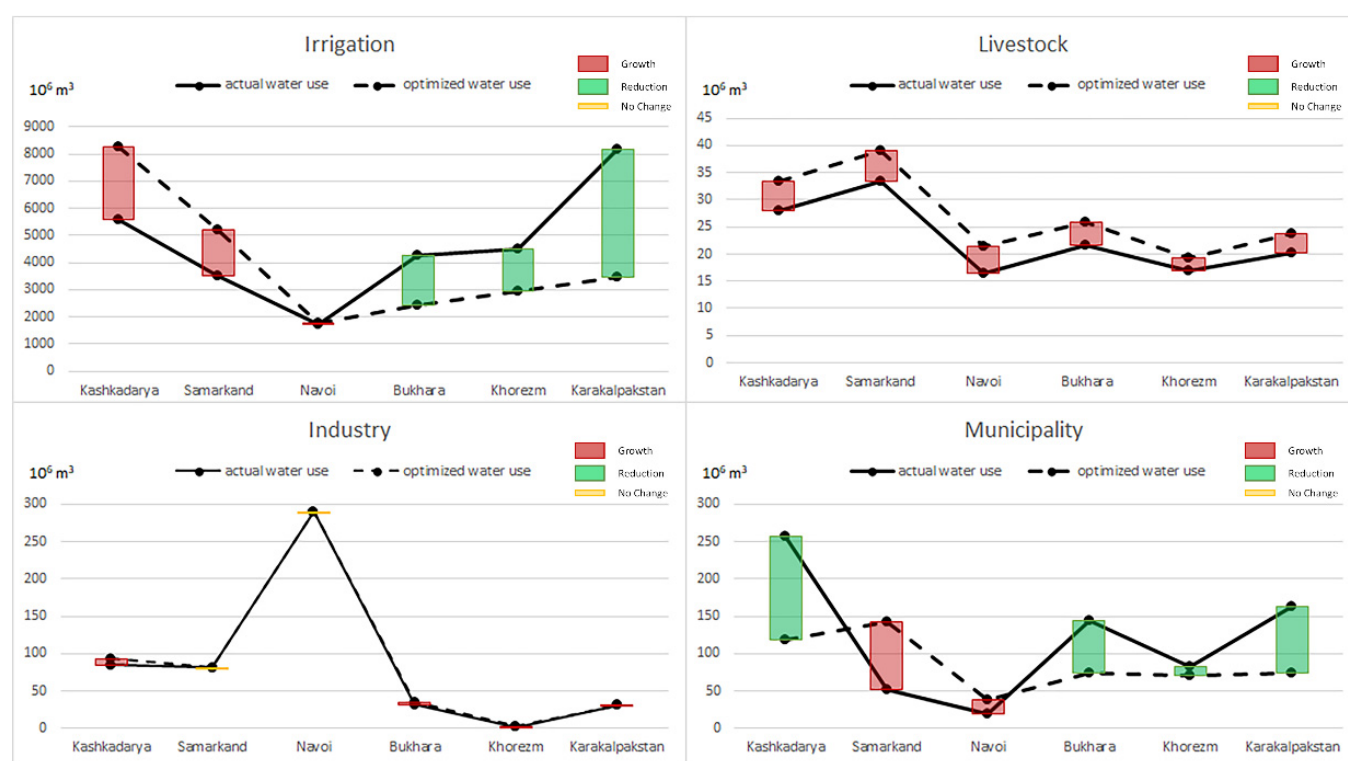 Irrigation
actual water use
optimized water use
Growth
Reduction
No Change
10⁶ m³
9000
8000
7000
6000
5000
4000
3000
2000
1000
0
Kashkadarya Samarkand Navoi Bukhara Khorezm Karakalpakstan
Livestock
actual water use
optimized water use
Growth
Reduction
No Change
10⁶ m³
45
40
35
30
25
20
15
10
5
0
Kashkadarya Samarkand Navoi Bukhara Khorezm Karakalpakstan
Industry
actual water use
optimized water use
Growth
Reduction
No Change
10⁶ m³
300
250
200
150
100
50
0
Kashkadarya Samarkand Navoi Bukhara Khorezm Karakalpakstan
Municipality
actual water use
optimized water use
Growth
Reduction
No Change
10⁶ m³
300
250
200
150
100
50
0
Kashkadarya Samarkand Navoi Bukhara Khorezm Karakalpakstan